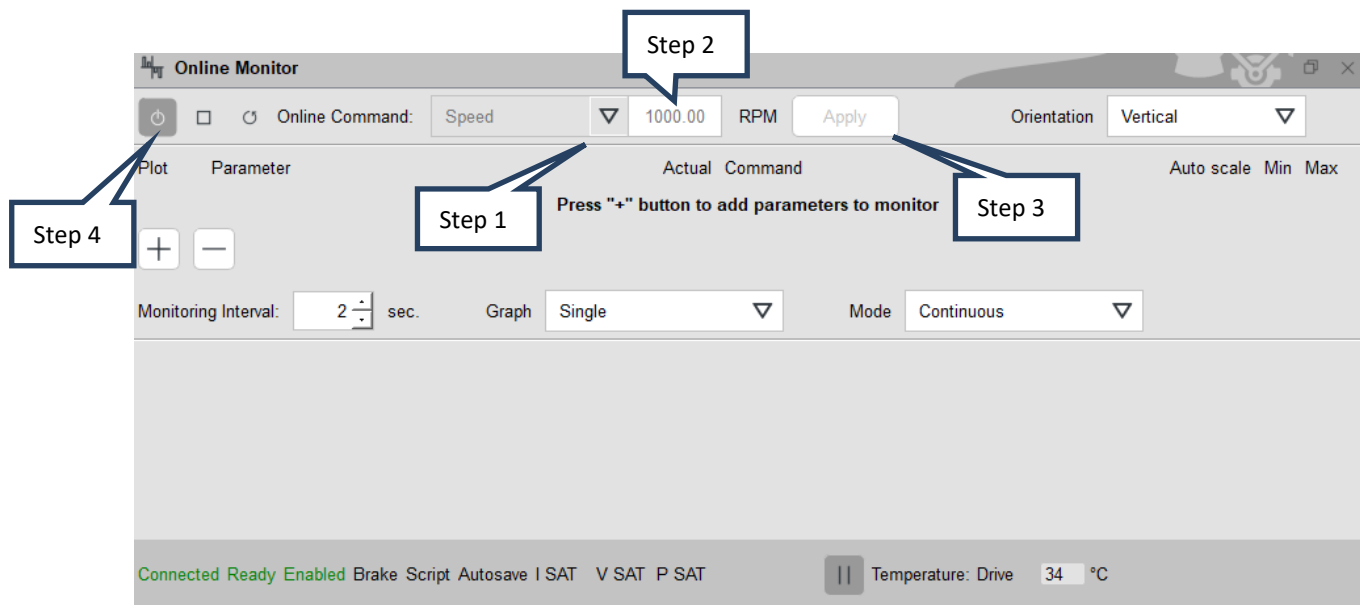 Step 2
Online Monitor
Online Command: Speed 1000.00 RPM Apply Orientation Vertical
Plot Parameter Actual Command Auto scale Min Max
Press "+" button to add parameters to monitor
Step 1
Step 3
Step 4
Monitoring Interval: 2 sec. Graph Single Mode Continuous
Connected Ready Enabled Brake Script Autosave I SAT V SAT P SAT Temperature: Drive 34 °C